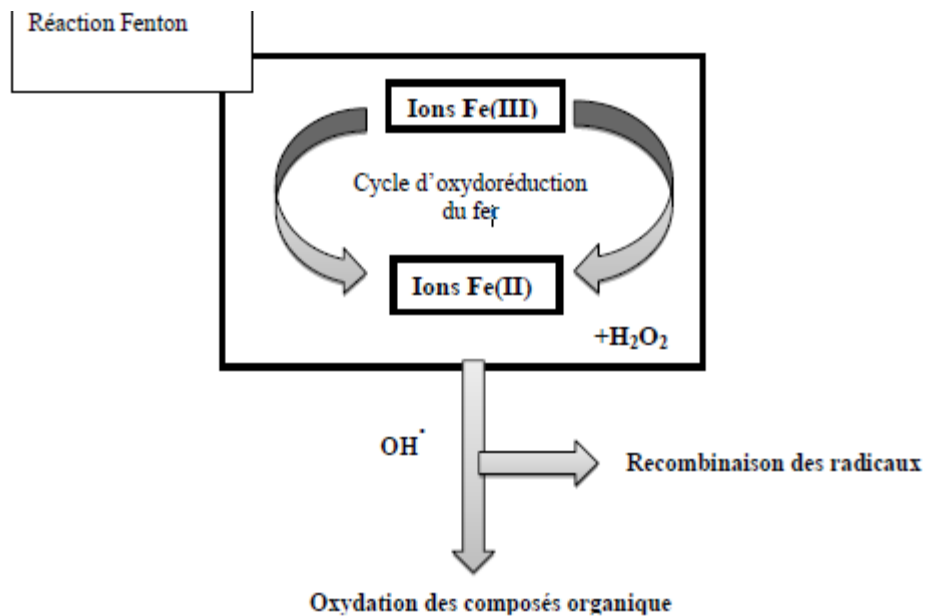 Réaction Fenton
Ions Fe(III)
Cycle d’oxydoréduction
du fer
Ions Fe(II)
+H₂O₂
OH˙
Recombinaison des radicaux
Oxydation des composés organique